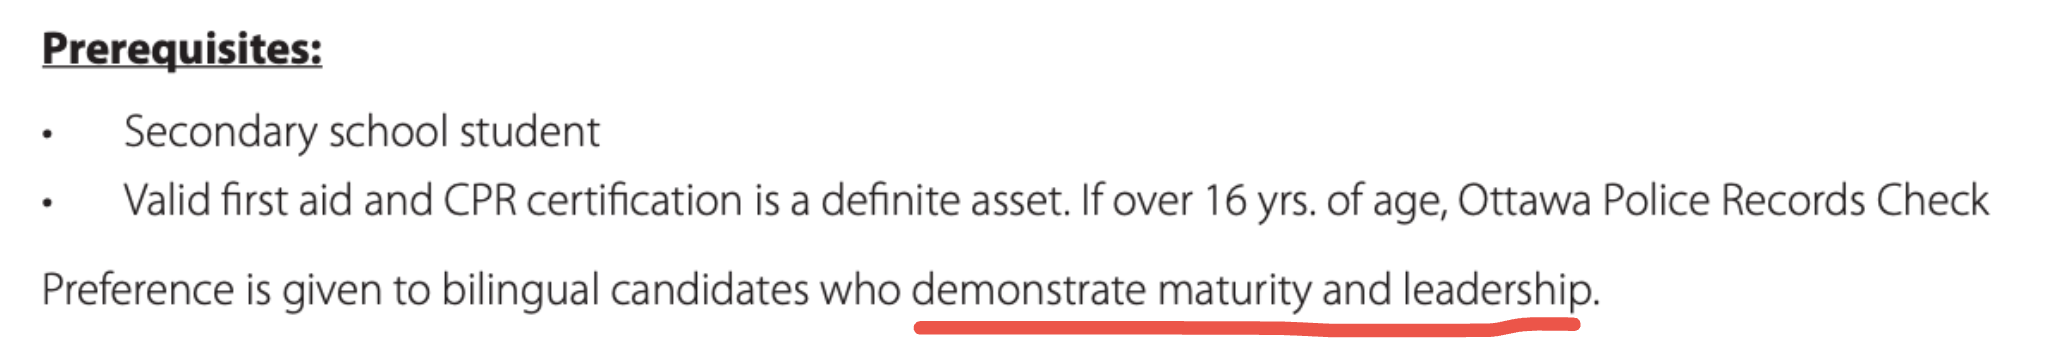 Prerequisites:
• Secondary school student
• Valid first aid and CPR certification is a definite asset. If over 16 yrs. of age, Ottawa Police Records Check
Preference is given to bilingual candidates who demonstrate maturity and leadership.